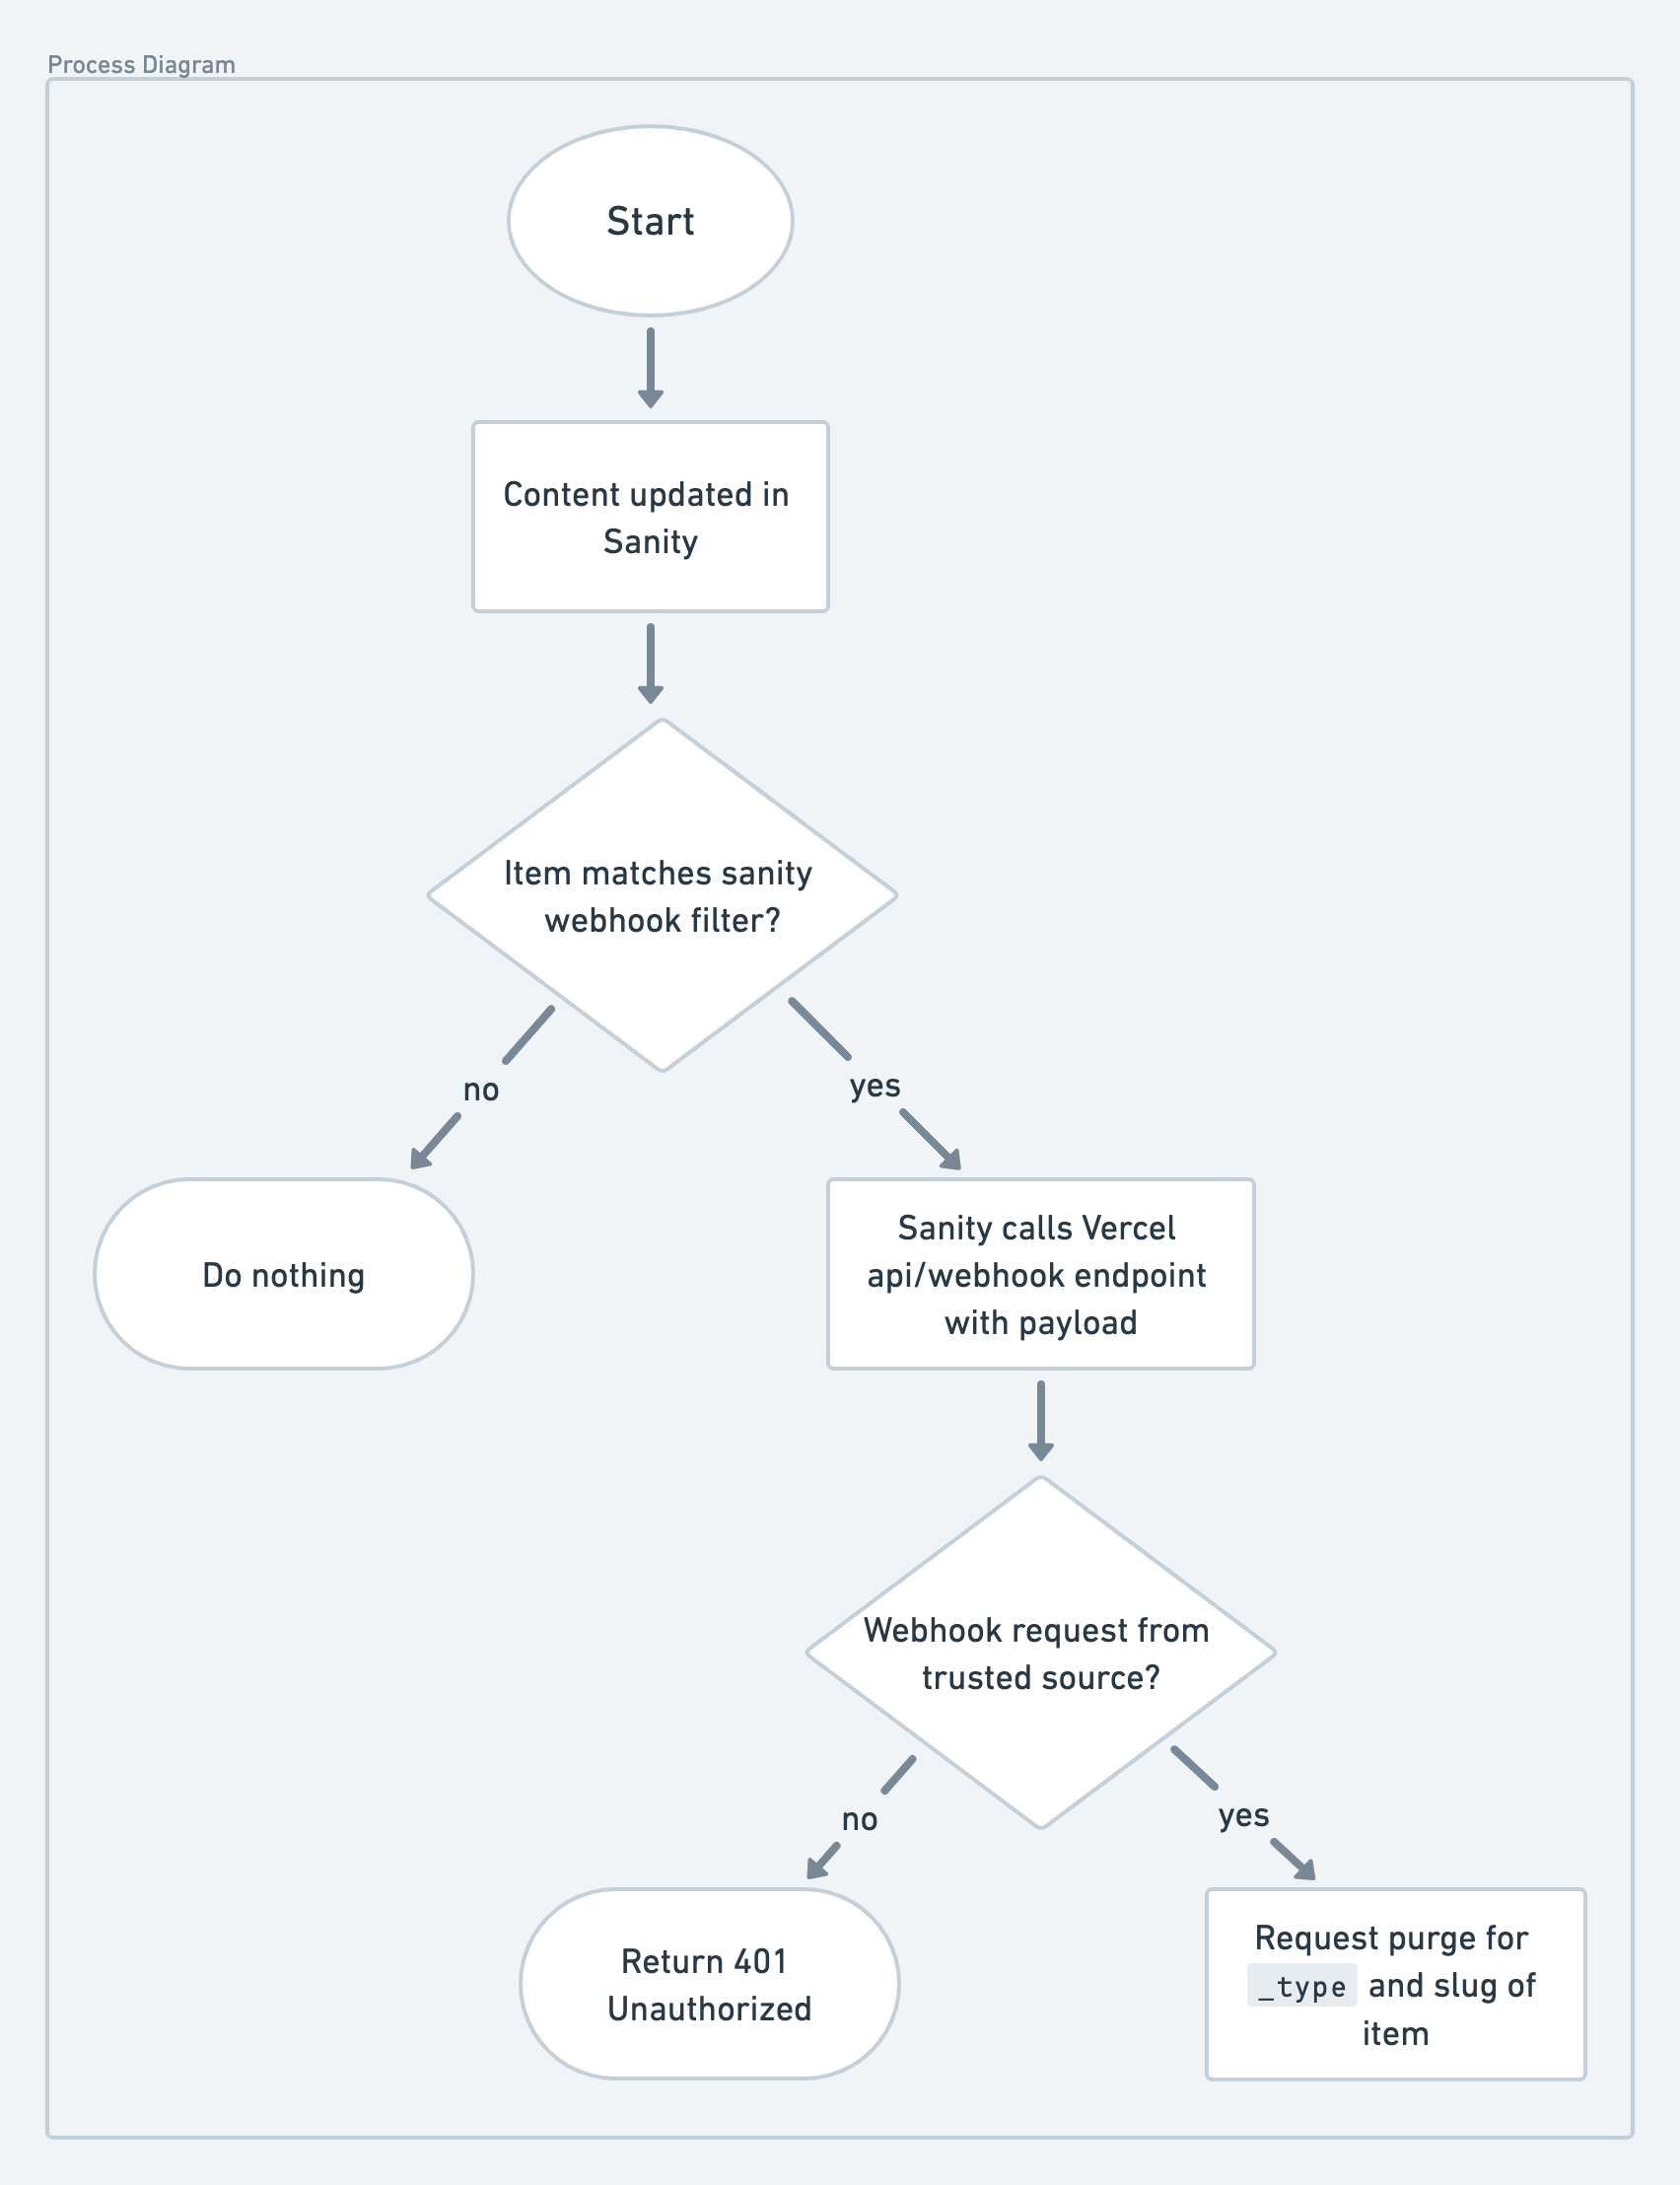 Process Diagram
Start
Content updated in
Sanity
Item matches sanity
webhook filter?
no
yes
Do nothing
Sanity calls Vercel
api/webhook endpoint
with payload
Webhook request from
trusted source?
no
yes
Return 401
Unauthorized
Request purge for
_type and slug of
item